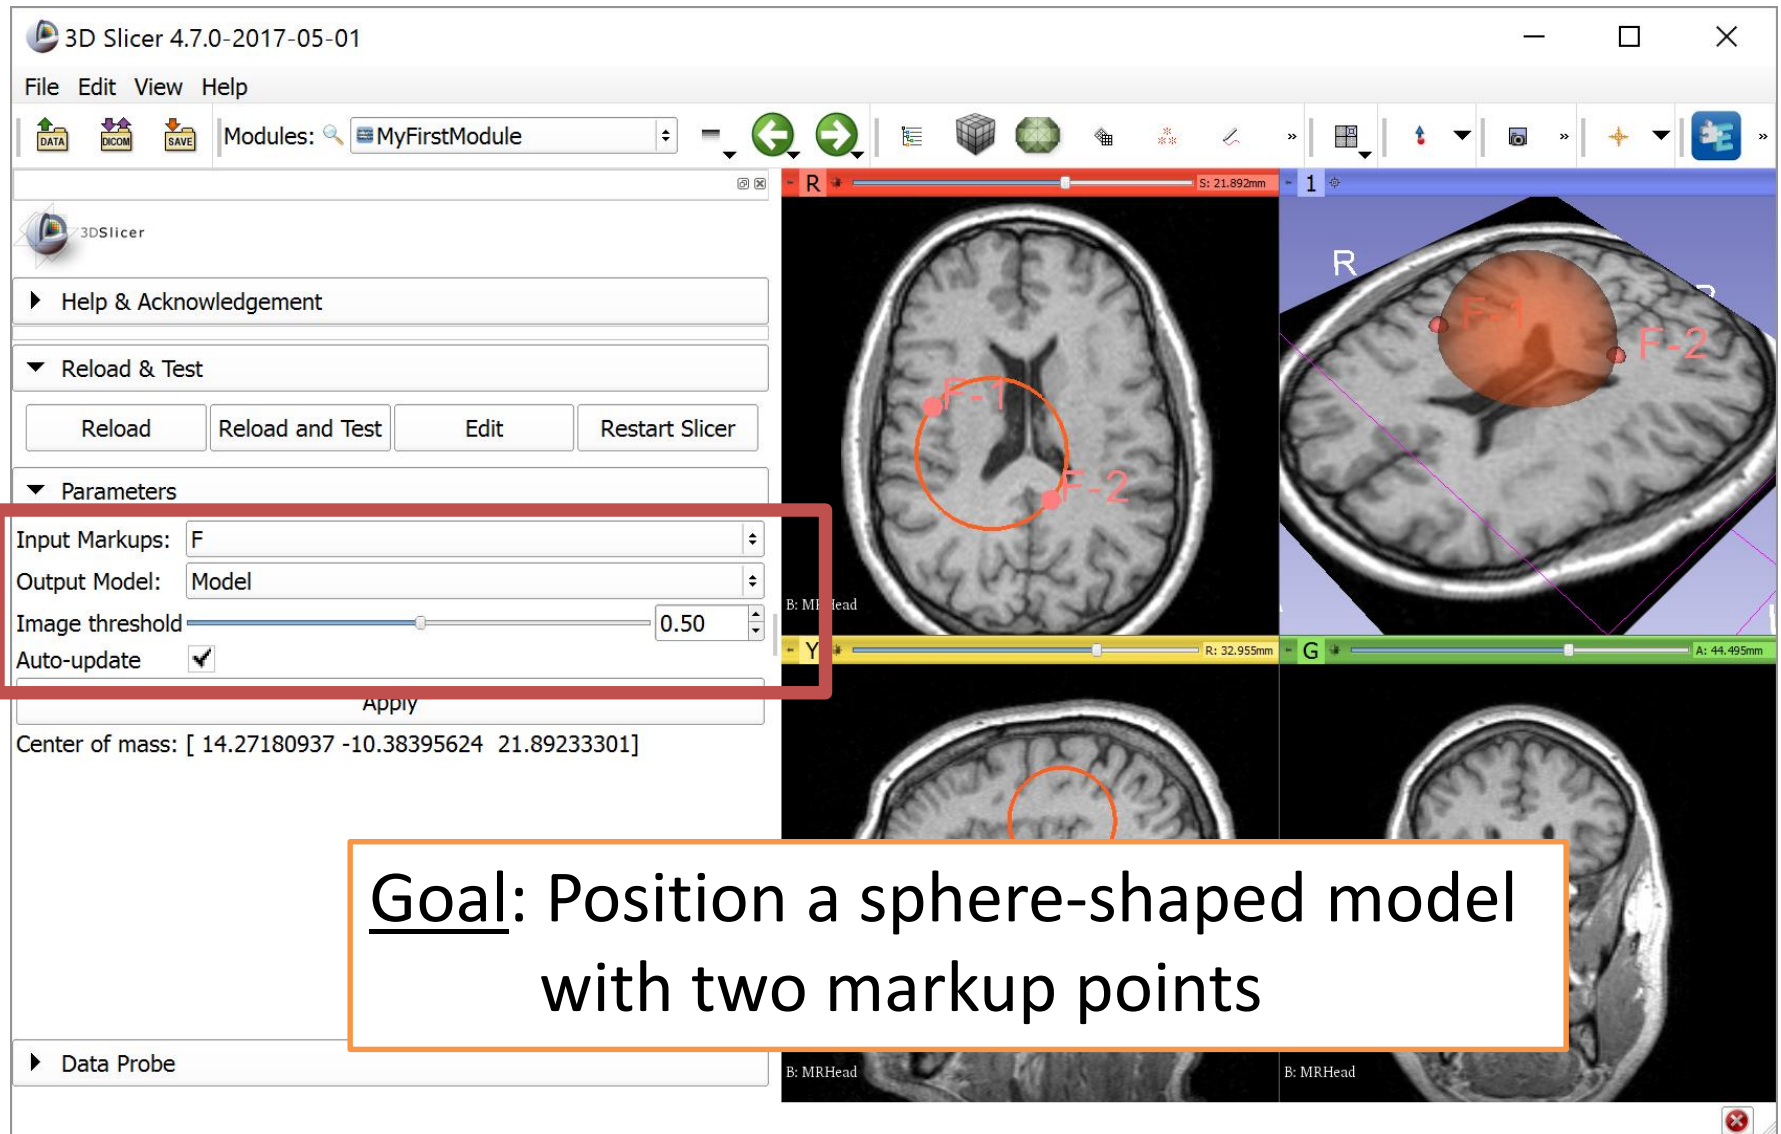 3D Slicer 4.7.0-2017-05-01
File Edit View Help
DATA DICOM SAVE Modules: MyFirstModule » » »
3DSlicer
Help & Acknowledgement
Reload & Test
Reload Reload and Test Edit Restart Slicer
Parameters
Input Markups: F
Output Model: Model
Image threshold 0.50
Auto-update
Apply
Center of mass: [ 14.27180937 -10.38395624 21.89233301]
Data Probe
R S: 21.892mm
F-1
F-2
B: MRHead
1
R
F-1
F-2
Y R: 32.955mm
B: MRHead
G A: 44.495mm
B: MRHead
Goal: Position a sphere-shaped model
with two markup points